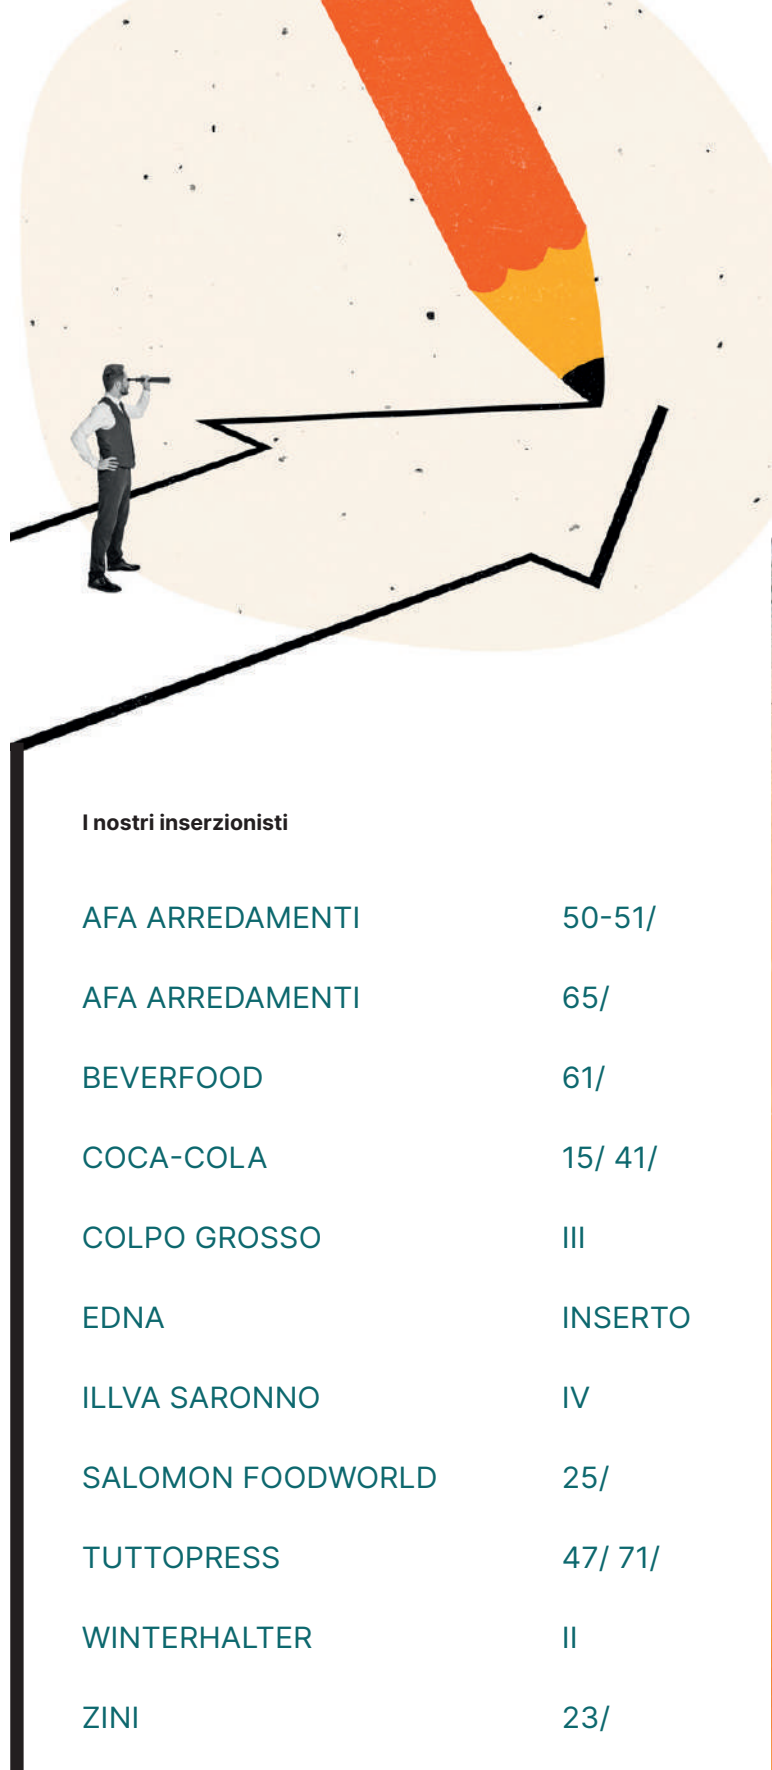 I nostri inserzionisti
AFA ARREDAMENTI 50-51/
AFA ARREDAMENTI 65/
BEVERFOOD 61/
COCA-COLA 15/ 41/
COLPO GROSSO III
EDNA INSERTO
ILLVA SARONNO IV
SALOMON FOODWORLD 25/
TUTTOPRESS 47/ 71/
WINTERHALTER II
ZINI 23/